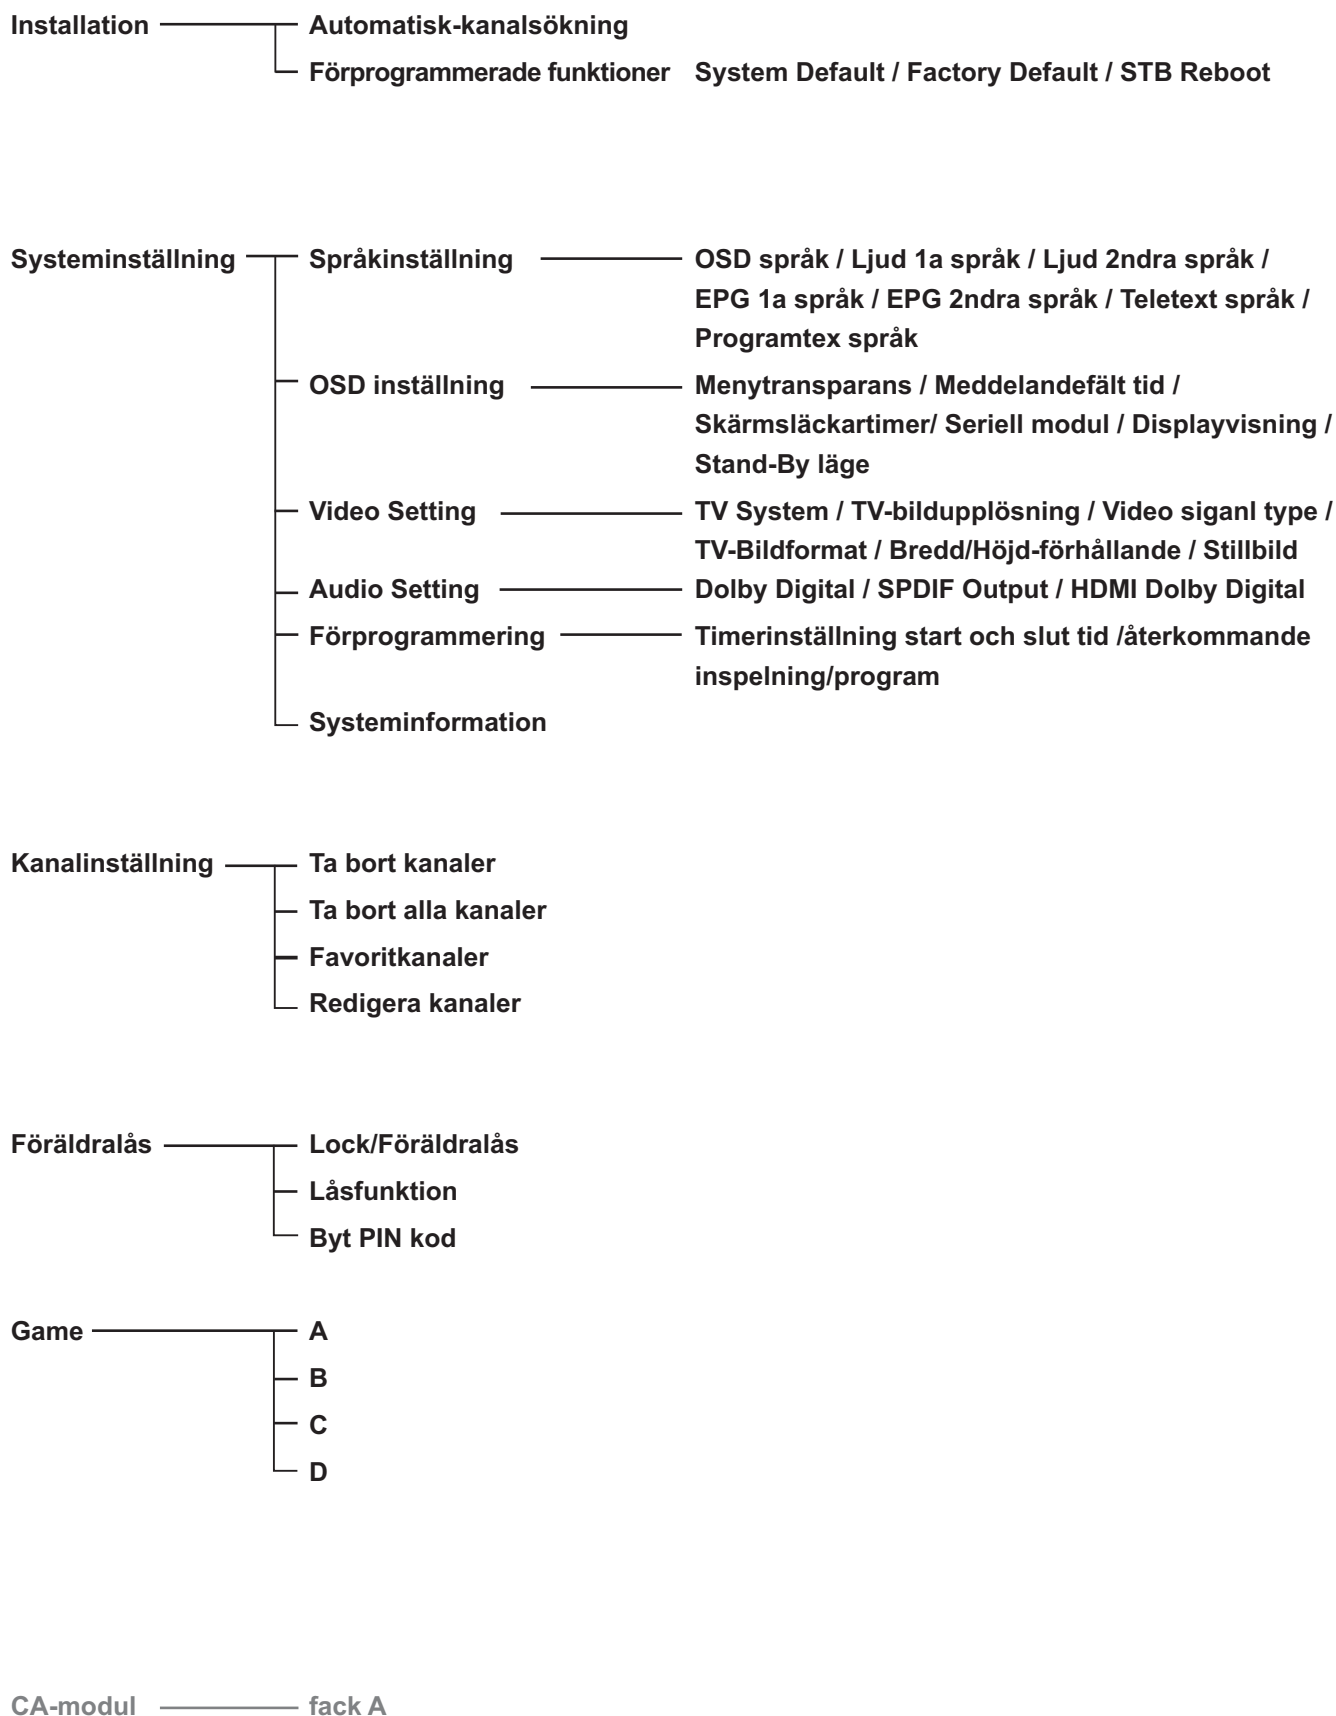 Installation Automatisk-kanalsökning
Förprogrammerade funktioner System Default / Factory Default / STB Reboot
Systeminställning Språkinställning OSD språk / Ljud 1a språk / Ljud 2ndra språk /
EPG 1a språk / EPG 2ndra språk / Teletext språk /
Programtex språk
OSD inställning Menytransparans / Meddelandefält tid /
Skärmsläckartimer/ Seriell modul / Displayvisning /
Stand-By läge
Video Setting TV System / TV-bildupplösning / Video siganl type /
TV-Bildformat / Bredd/Höjd-förhållande / Stillbild
Audio Setting Dolby Digital / SPDIF Output / HDMI Dolby Digital
Förprogrammering Timerinställning start och slut tid /återkommande
inspelning/program
Systeminformation
Kanalinställning Ta bort kanaler
Ta bort alla kanaler
Favoritkanaler
Redigera kanaler
Föräldralås Lock/Föräldralås
Låsfunktion
Byt PIN kod
Game A
B
C
D
CA-modul fack A